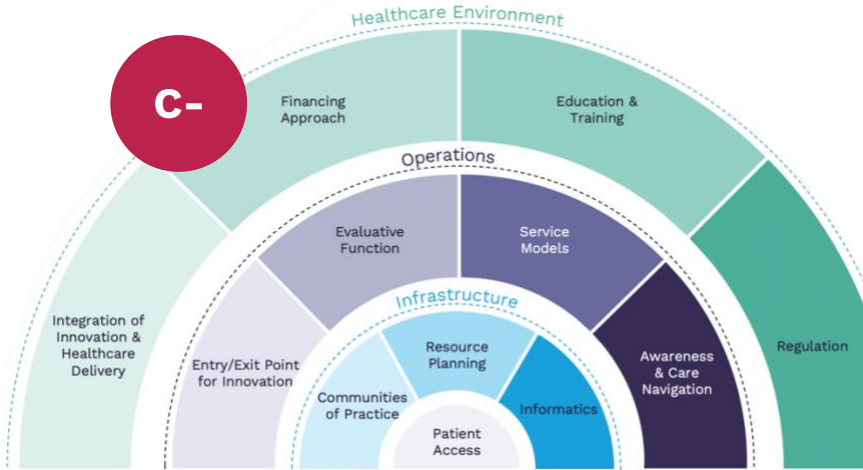 Healthcare Environment
c-
Financing
Approach
Education &
Training
Operations
Evaluative
Function
Service
Models
Infrastructure
Integration of
Innovation &
Healthcare
Delivery
Entry/Exit Point
for Innovation
Resource
Planning
Communities
of Practice
Informatics
Awareness
& Care
Navigation
Regulation
Patient
Access